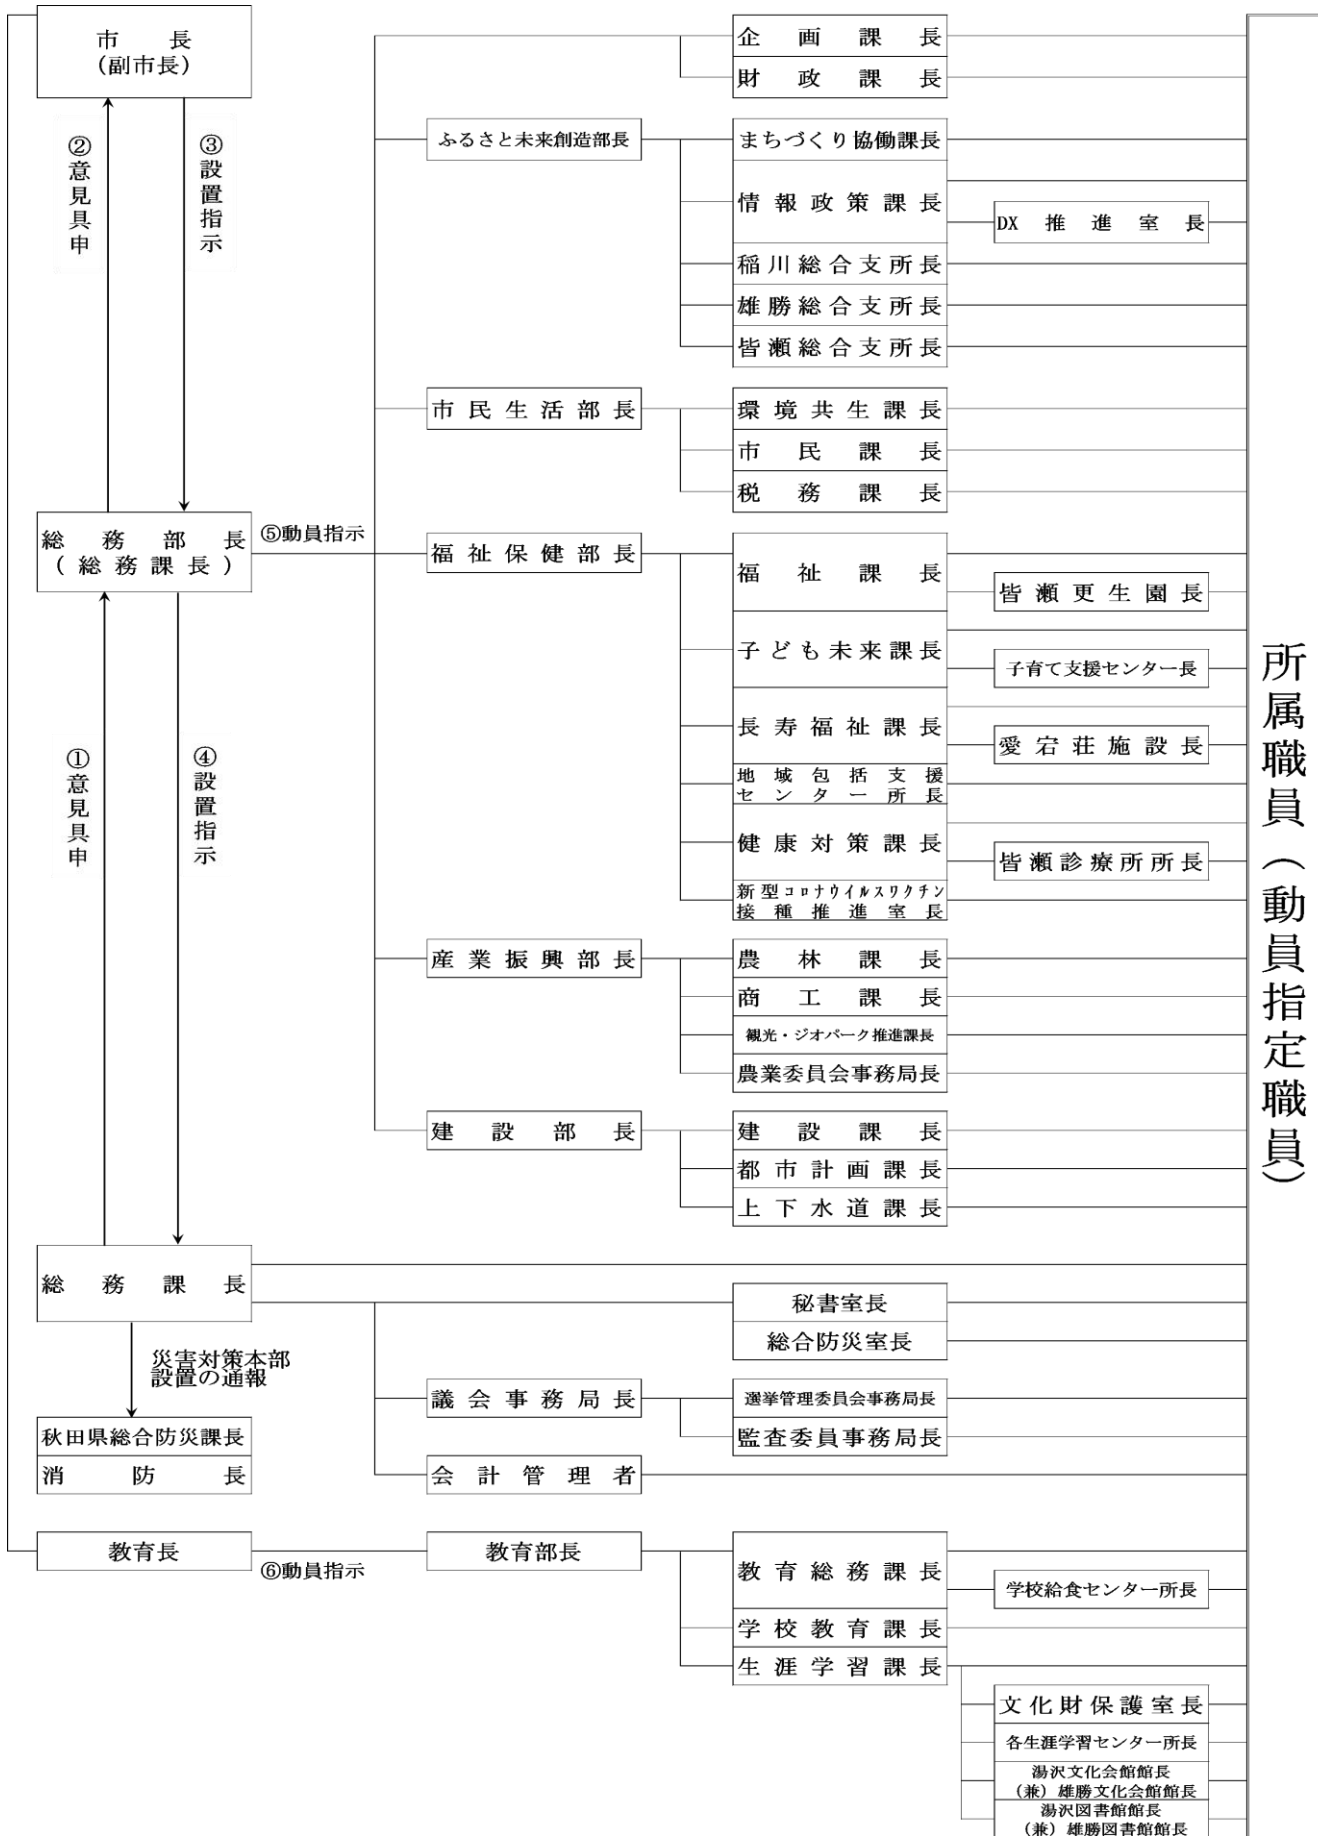 市長
(副市長)
②意見具申
③設置指示
総務部長
(総務課長)
⑤動員指示
①意見具申
④設置指示
総務課長
災害対策本部
設置の通報
秋田県総合防災課長
消防長
教育長
⑥動員指示
企画課長
財政課長
ふるさと未来創造部長
まちづくり協働課長
情報政策課長
DX推進室長
稲川総合支所長
雄勝総合支所長
皆瀬総合支所長
市民生活部長
環境共生課長
市民課長
税務課長
福祉保健部長
福祉課長
皆瀬更生園長
子ども未来課長
子育て支援センター長
長寿福祉課長
愛宕荘施設長
地域包括支援
センター所長
健康対策課長
皆瀬診療所所長
新型コロナウイルスワクチン
接種推進室長
産業振興部長
農林課長
商工課長
観光・ジオパーク推進課長
農業委員会事務局長
建設部長
建設課長
都市計画課長
上下水道課長
秘書室長
総合防災室長
議会事務局長
選挙管理委員会事務局長
監査委員事務局長
会計管理者
教育部長
教育総務課長
学校給食センター所長
学校教育課長
生涯学習課長
文化財保護室長
各生涯学習センター所長
湯沢文化会館館長
(兼)雄勝文化会館館長
湯沢図書館館長
(兼)雄勝図書館館長
所属職員(動員指定職員)